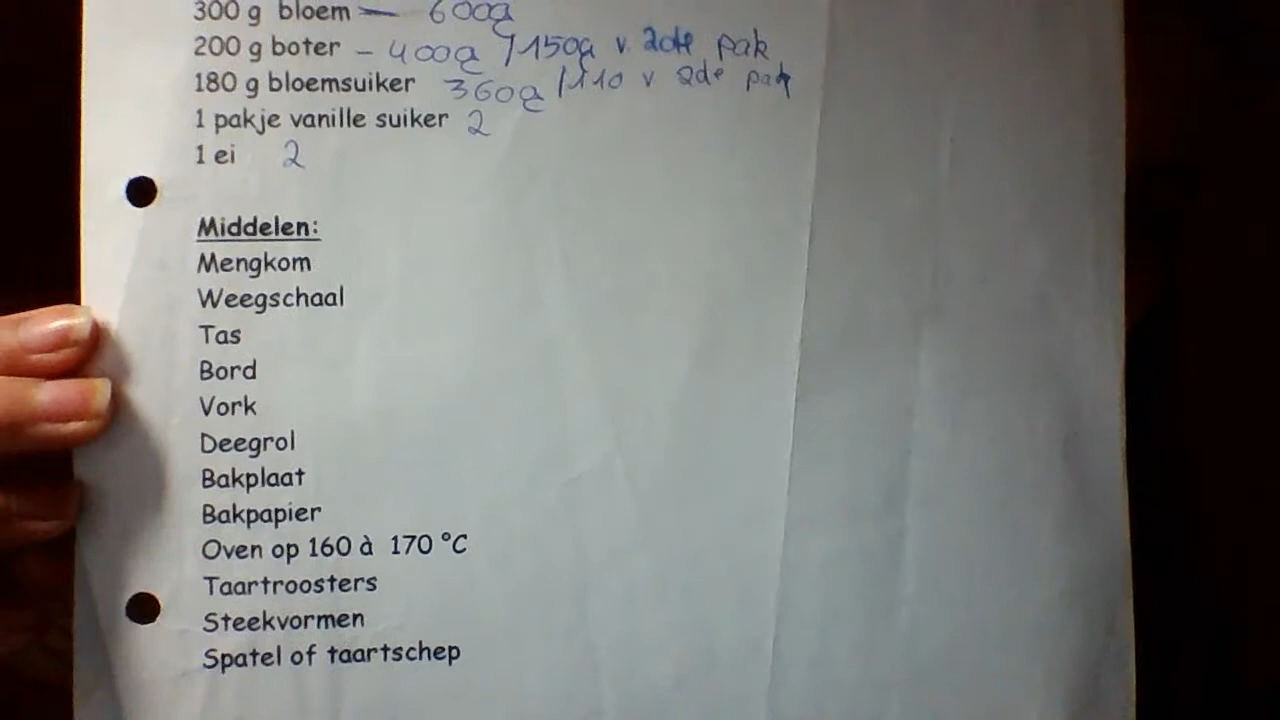 300 g bloem — 600g
200 g boter - 400g / 150g v 2de pak
180 g bloemsuiker 360g / 110 v 2de pak
1 pakje vanille suiker 2
1 ei 2
Middelen:
Mengkom
Weegschaal
Tas
Bord
Vork
Deegrol
Bakplaat
Bakpapier
Oven op 160 à 170 °C
Taartroosters
Steekvormen
Spatel of taartschep